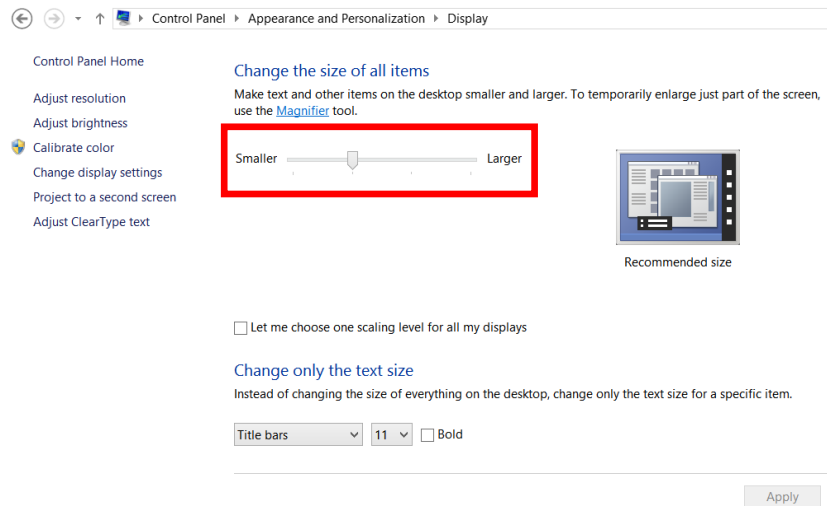 Control Panel Appearance and Personalization Display
Control Panel Home
Adjust resolution
Adjust brightness
Calibrate color
Change display settings
Project to a second screen
Adjust ClearType text
Change the size of all items
Make text and other items on the desktop smaller and larger. To temporarily enlarge just part of the screen,
use the Magnifier tool.
Smaller Larger
Recommended size
Let me choose one scaling level for all my displays
Change only the text size
Instead of changing the size of everything on the desktop, change only the text size for a specific item.
Title bars 11 Bold
Apply